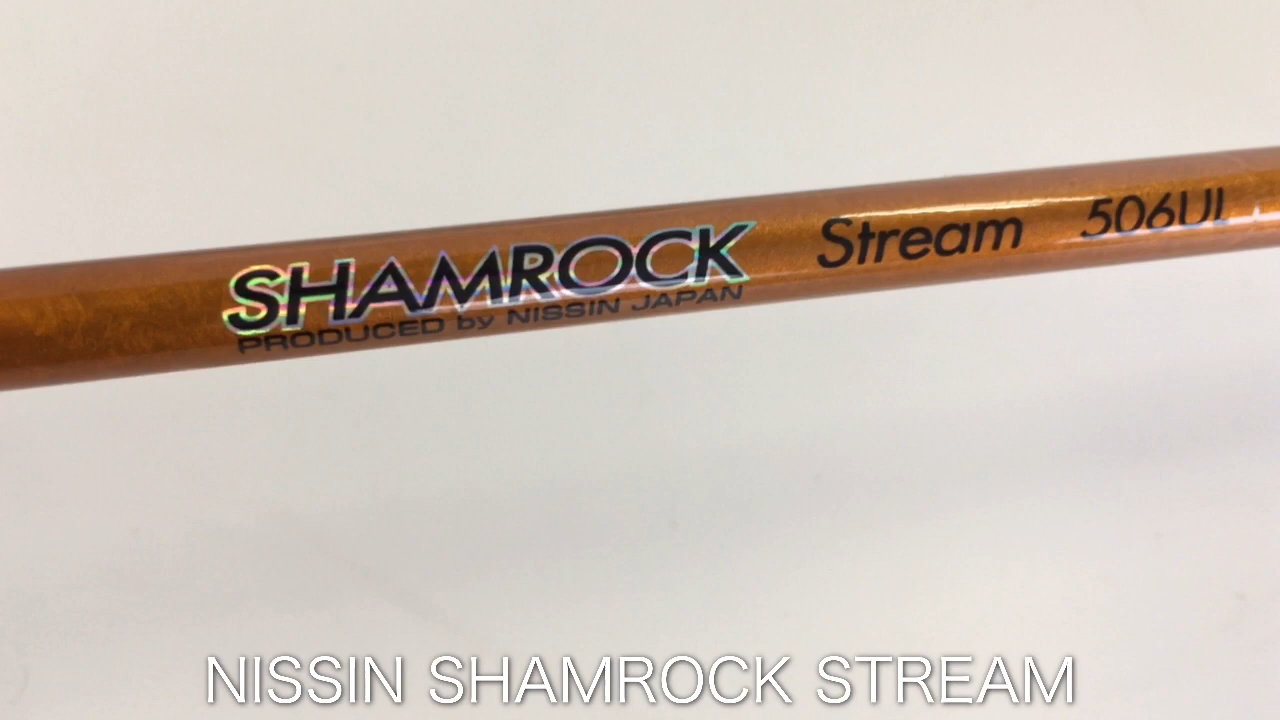 SHAMROCK Stream 506UL
PRODUCED by NISSIN JAPAN
NISSIN SHAMROCK STREAM